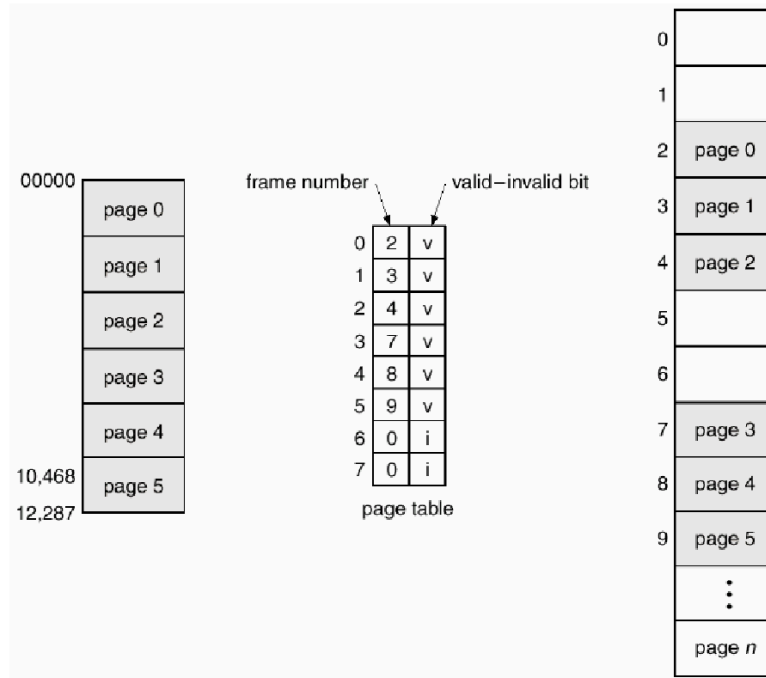 00000
page 0
page 1
page 2
page 3
page 4
10,468
page 5
12,287
frame number
valid–invalid bit
0 2 v
1 3 v
2 4 v
3 7 v
4 8 v
5 9 v
6 0 i
7 0 i
page table
0
1
2 page 0
3 page 1
4 page 2
5
6
7 page 3
8 page 4
9 page 5
page n